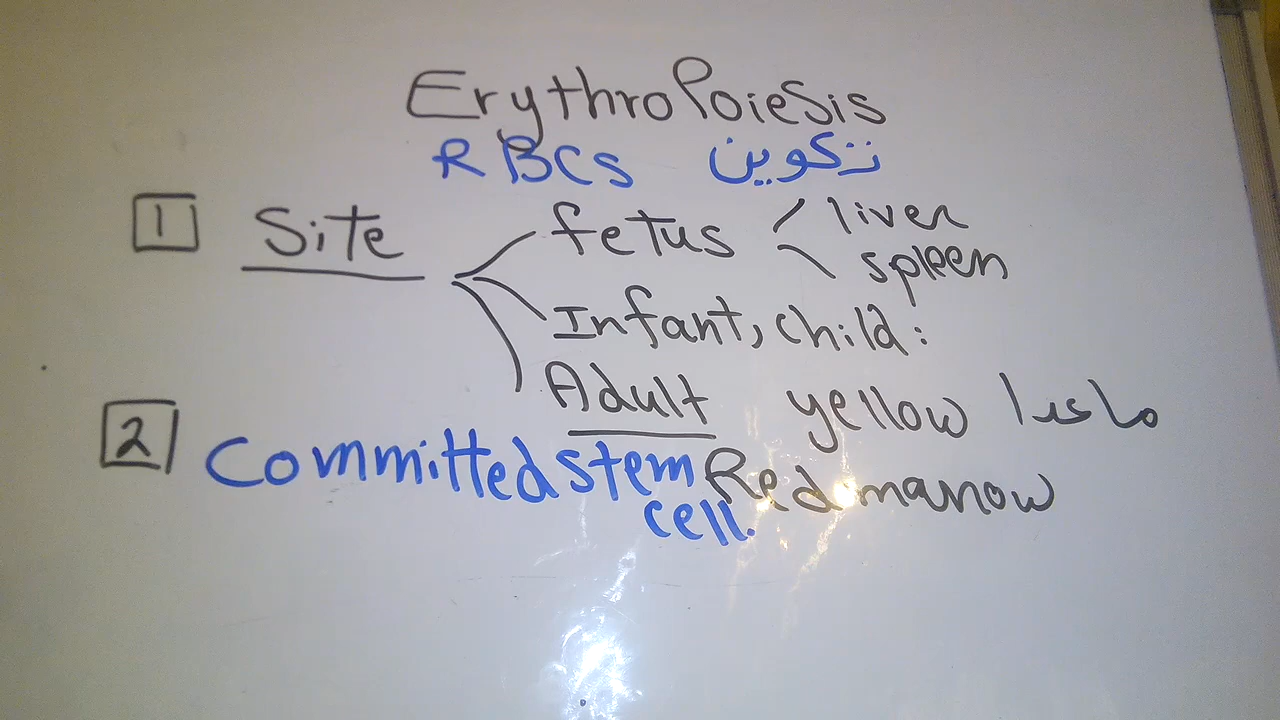 ErythroPoiesis
RBCs تكوين
1 Site
fetus
liver
spleen
Infant, child:
Adult yellow ماعدا
Red marrow
2 Committed stem
cell.